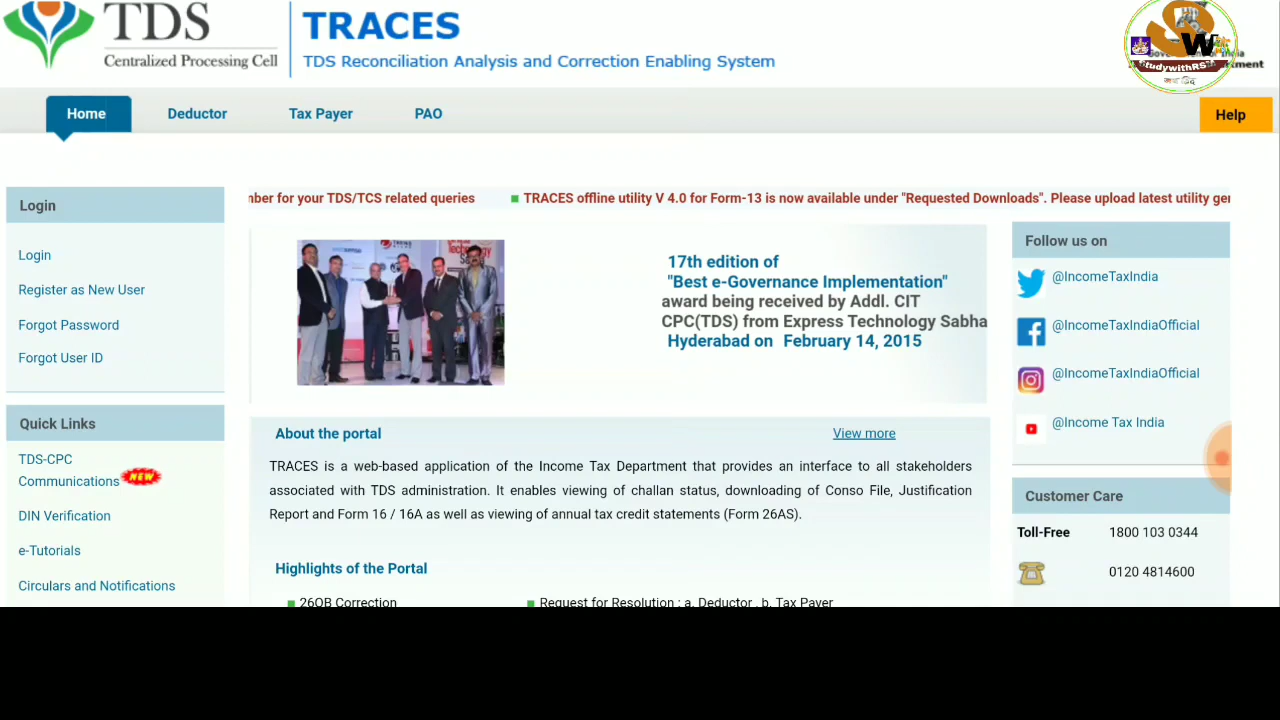 TDS
Centralized Processing Cell
TRACES
TDS Reconciliation Analysis and Correction Enabling System
StudywithRSM
Home
Deductor
Tax Payer
PAO
Help
Login
Login
Register as New User
Forgot Password
Forgot User ID
Quick Links
TDS-CPC
Communications NEW
DIN Verification
e-Tutorials
Circulars and Notifications
for your TDS/TCS related queries
TRACES offline utility V 4.0 for Form-13 is now available under "Requested Downloads". Please upload latest utility
17th edition of
"Best e-Governance Implementation"
award being received by Addl. CIT
CPC(TDS) from Express Technology Sabha
Hyderabad on February 14, 2015
About the portal
View more
TRACES is a web-based application of the Income Tax Department that provides an interface to all stakeholders
associated with TDS administration. It enables viewing of challan status, downloading of Conso File, Justification
Report and Form 16 / 16A as well as viewing of annual tax credit statements (Form 26AS).
Highlights of the Portal
26QB Correction
Request for Resolution : a. Deductor , b. Tax Payer
Follow us on
@IncomeTaxIndia
@IncomeTaxIndiaOfficial
@IncomeTaxIndiaOfficial
@Income Tax India
Customer Care
Toll-Free 1800 103 0344
0120 4814600